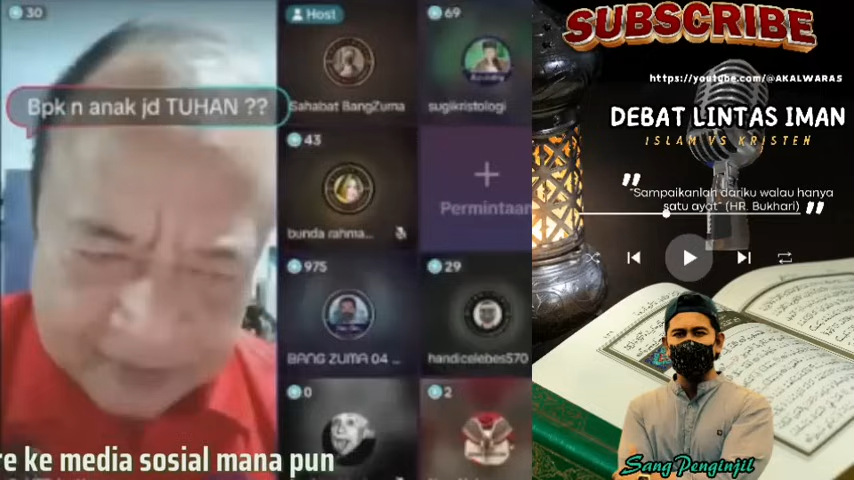 30
Bpk n anak jd TUHAN ??
re ke media sosial mana pun
Host
Sahabat BangZuma
69
sugikristologi
43
bunda rahma...
Permintaan
975
BANG ZUMA 04 ...
29
handicelebes570
0
2
SUBSCRIBE
https://youtube.com/@AKALWARAS
DEBAT LINTAS IMAN
ISLAM VS KRISTEN
"Sampaikanlah dariku walau hanya
satu ayat" (HR. Bukhari)
Sang Penginjil